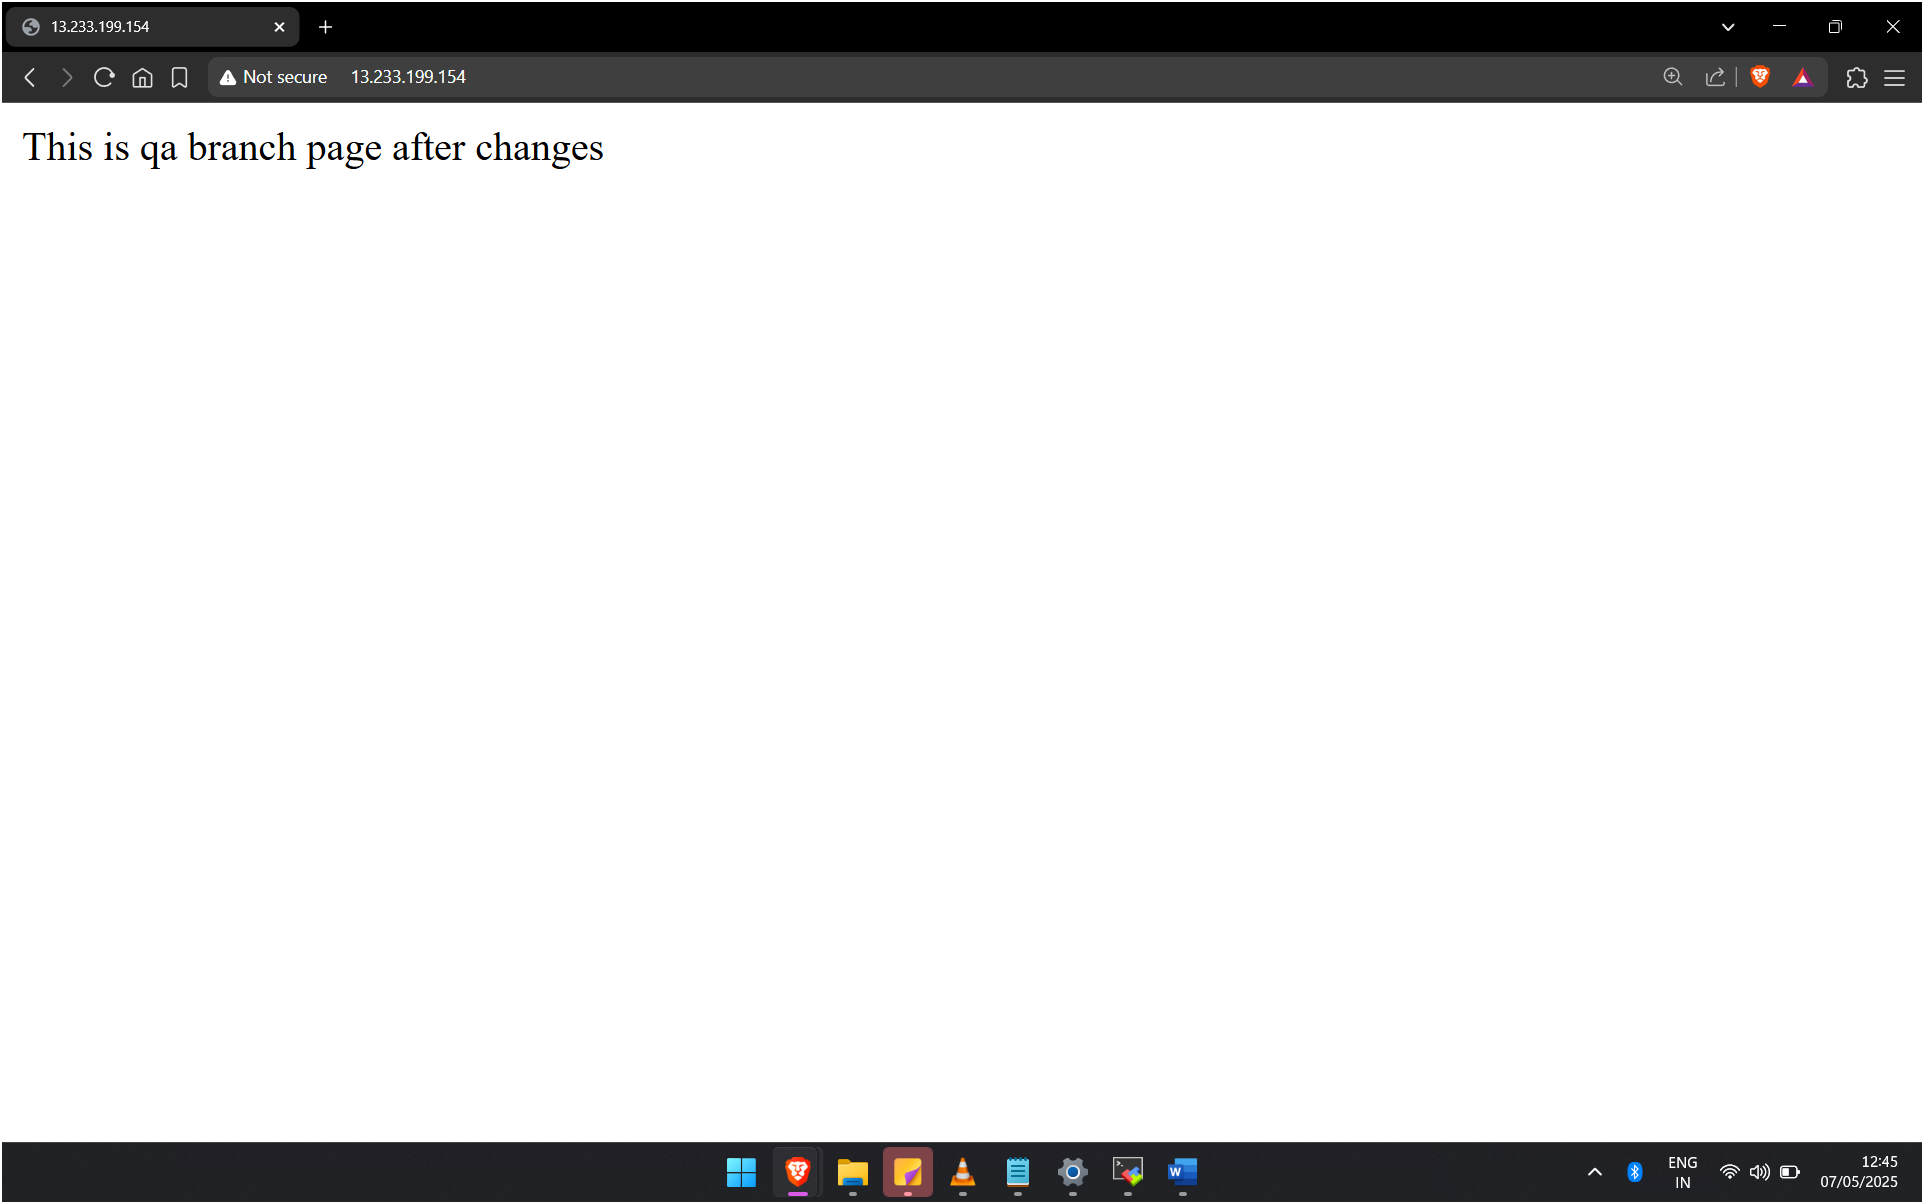 13.233.199.154
Not secure 13.233.199.154
This is qa branch page after changes
ENG
IN
12:45
07/05/2025